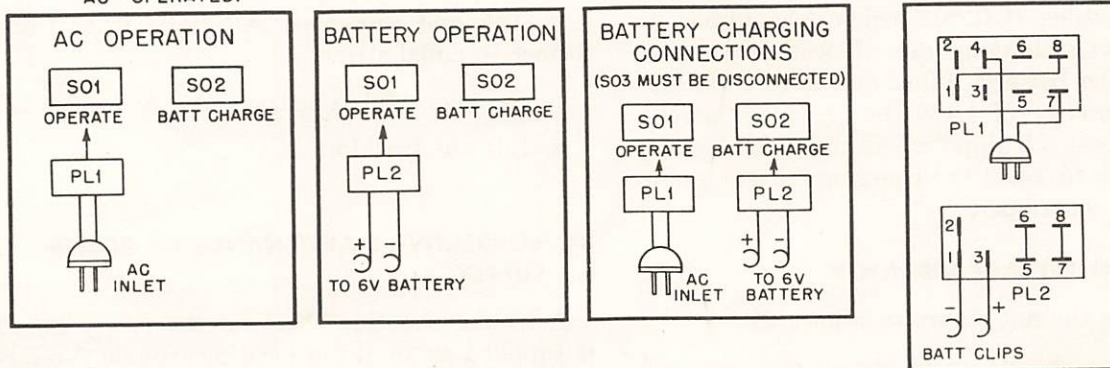 AC OPERATED.
AC OPERATION
SO1
SO2
OPERATE
BATT CHARGE
PL1
AC
INLET
BATTERY OPERATION
SO1
SO2
OPERATE
BATT CHARGE
PL2
+ -
TO 6V BATTERY
BATTERY CHARGING
CONNECTIONS
(SO3 MUST BE DISCONNECTED)
SO1
SO2
OPERATE
BATT CHARGE
PL1
PL2
+ -
AC
INLET
TO 6V
BATTERY
2 4 6 8
1 3 5 7
PL1
2 6 8
1 3 5 7
PL2
- +
BATT CLIPS